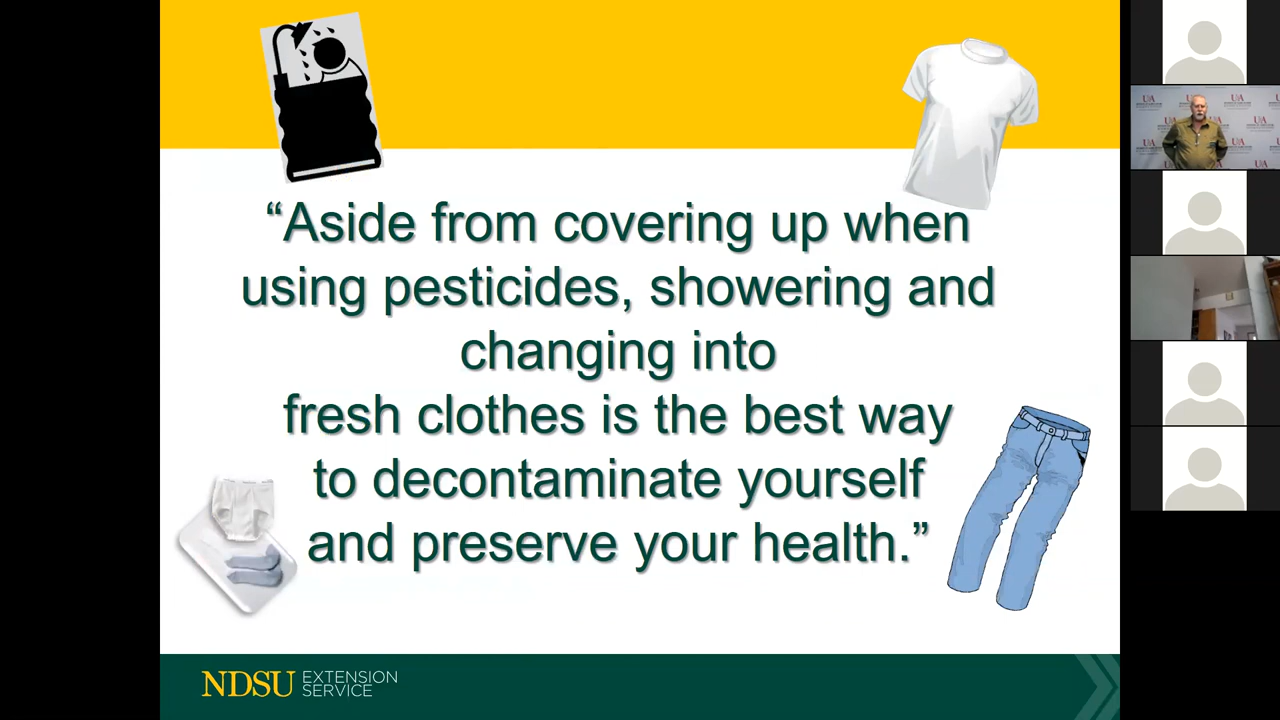 “Aside from covering up when
using pesticides, showering and
changing into
fresh clothes is the best way
to decontaminate yourself
and preserve your health.”
NDSU EXTENSION
SERVICE